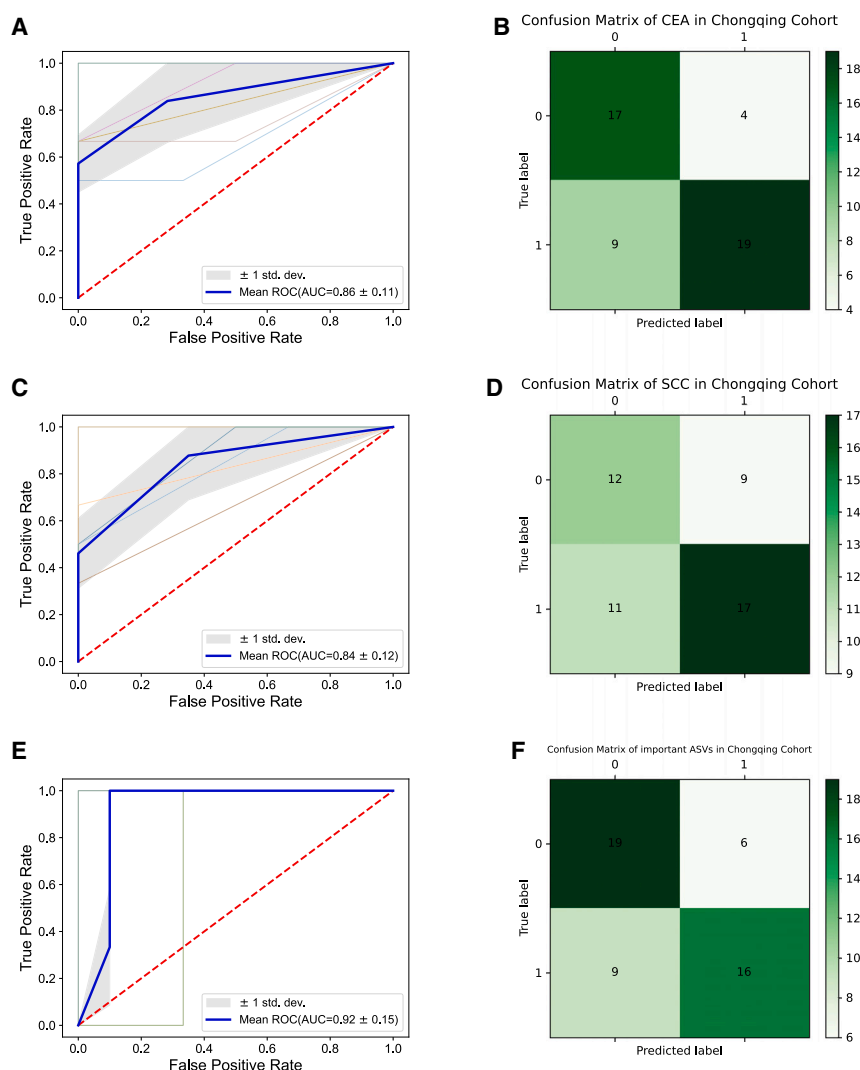 A
1.0
0.8
0.6
0.4
0.2
0.0
True Positive Rate
± 1 std. dev.
Mean ROC(AUC=0.86 ± 0.11)
0.0 0.2 0.4 0.6 0.8 1.0
False Positive Rate
B
Confusion Matrix of CEA in Chongqing Cohort
0 1
0
1
True label
17 4
9 19
Predicted label
18
16
14
12
10
8
6
4
C
1.0
0.8
0.6
0.4
0.2
0.0
True Positive Rate
± 1 std. dev.
Mean ROC(AUC=0.84 ± 0.12)
0.0 0.2 0.4 0.6 0.8 1.0
False Positive Rate
D
Confusion Matrix of SCC in Chongqing Cohort
0 1
0
1
True label
12 9
11 17
Predicted label
17
16
15
14
13
12
11
10
9
E
1.0
0.8
0.6
0.4
0.2
0.0
True Positive Rate
± 1 std. dev.
Mean ROC(AUC=0.92 ± 0.15)
0.0 0.2 0.4 0.6 0.8 1.0
False Positive Rate
F
Confusion Matrix of important ASVs in Chongqing Cohort
0 1
0
1
True label
19 6
9 16
Predicted label
18
16
14
12
10
8
6